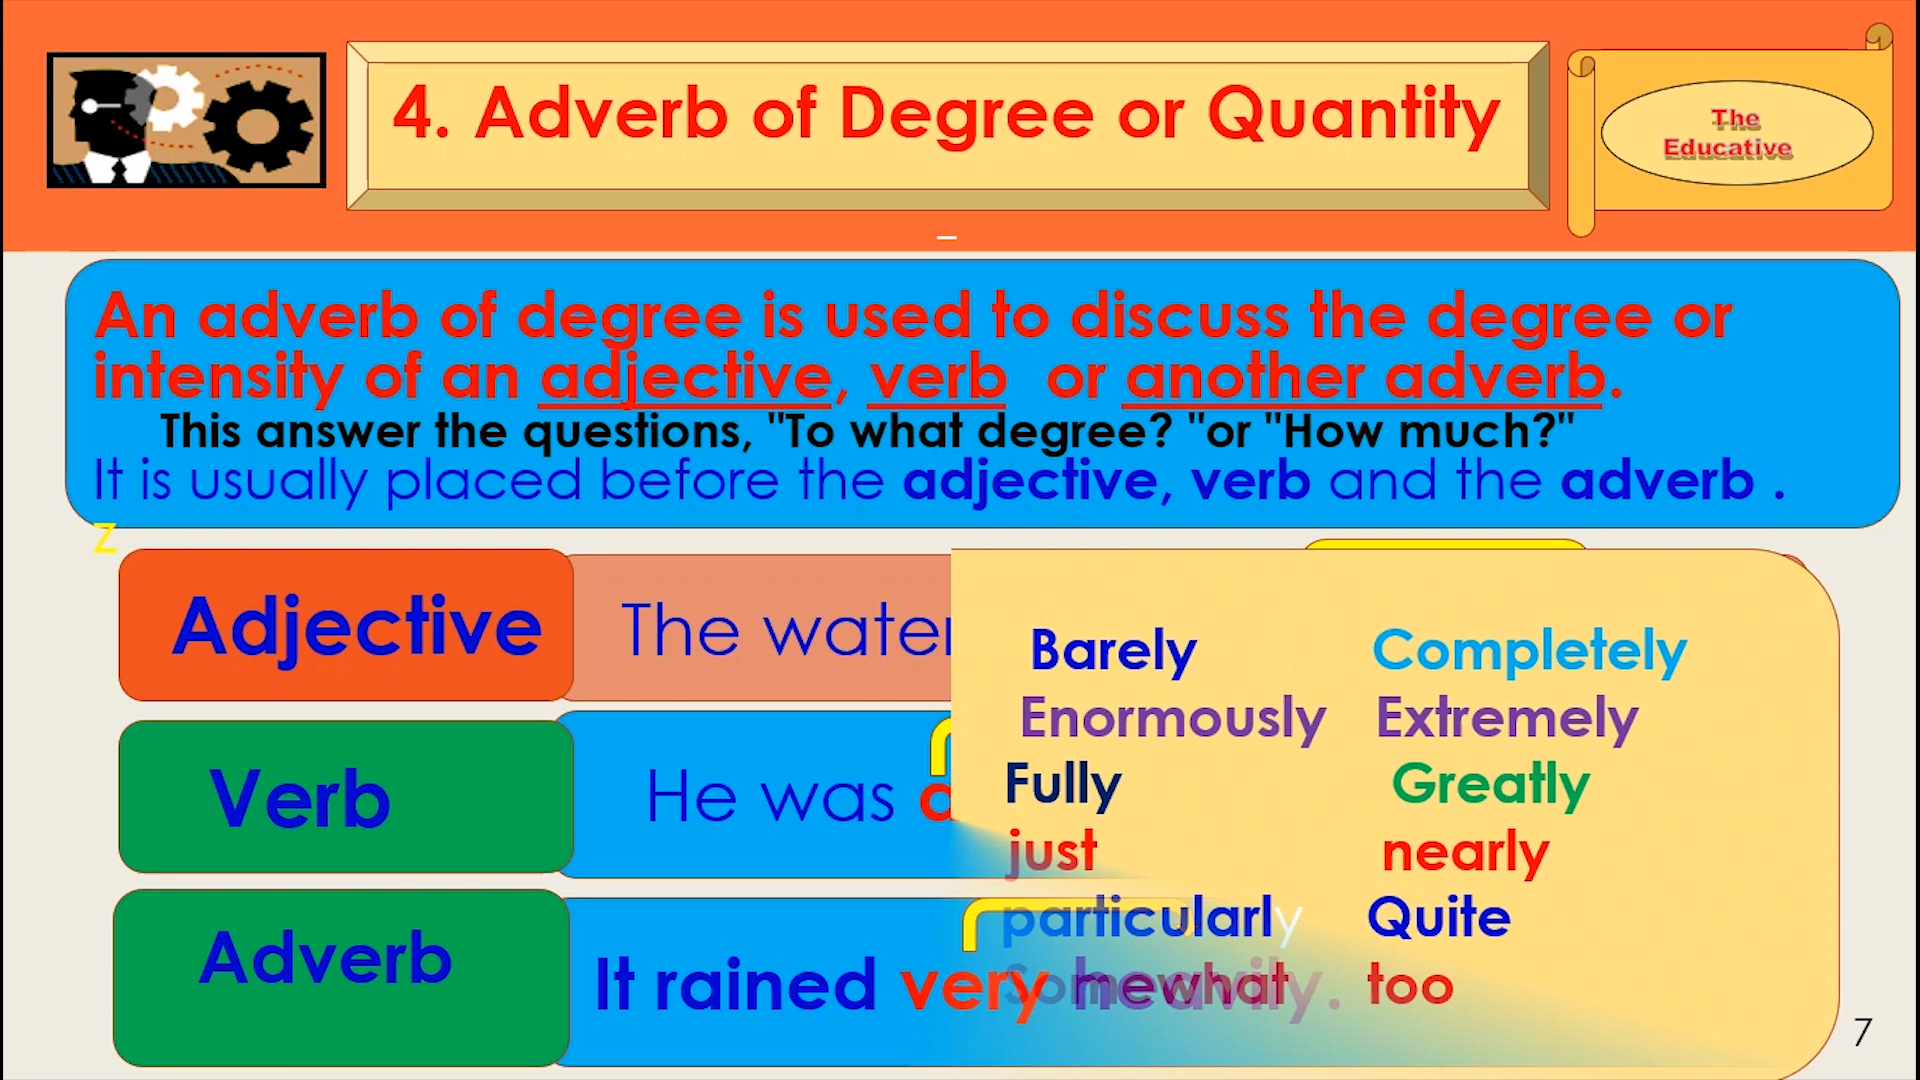 4. Adverb of Degree or Quantity
The
Educative
An adverb of degree is used to discuss the degree or
intensity of an adjective, verb or another adverb.
This answer the questions, "To what degree? "or "How much?"
It is usually placed before the adjective, verb and the adverb .
z
Adjective
The water
Verb
He was
Adverb
It rained very heavily.
Barely Completely
Enormously Extremely
Fully Greatly
just nearly
particularly Quite
Somewhat too
7